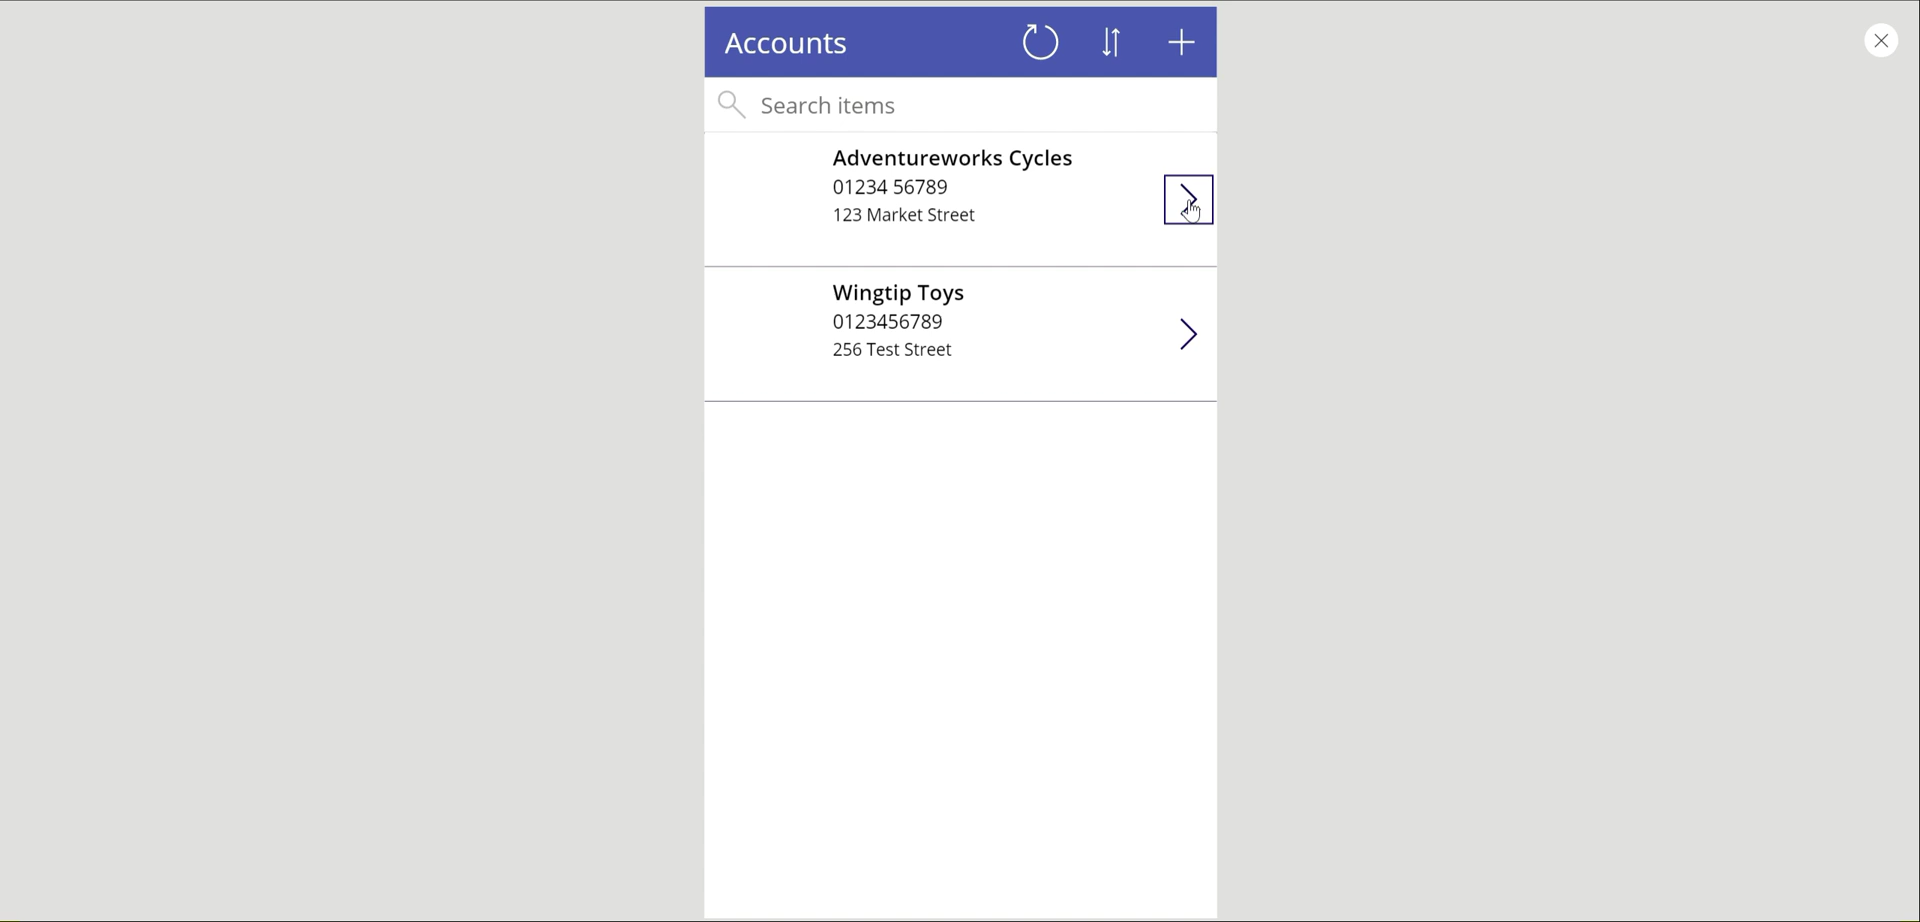 Accounts
Search items
Adventureworks Cycles
01234 56789
123 Market Street
Wingtip Toys
0123456789
256 Test Street